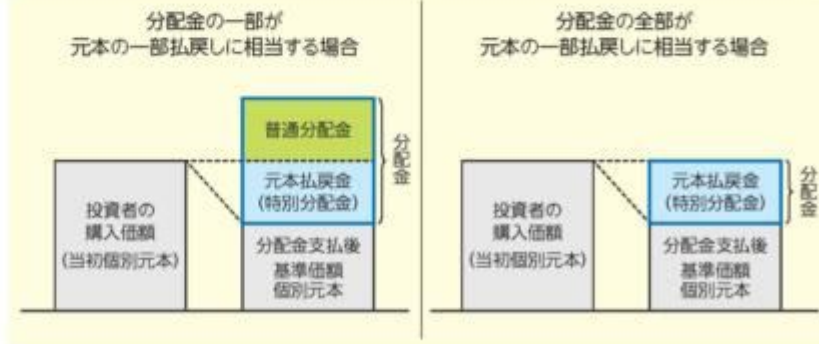 分配金の一部が
元本の一部払戻しに相当する場合
普通分配金
元本払戻金
(特別分配金)
分配金
投資者の
購入価額
(当初個別元本)
分配金支払後
基準価額
個別元本
分配金の全部が
元本の一部払戻しに相当する場合
元本払戻金
(特別分配金)
分配金
投資者の
購入価額
(当初個別元本)
分配金支払後
基準価額
個別元本